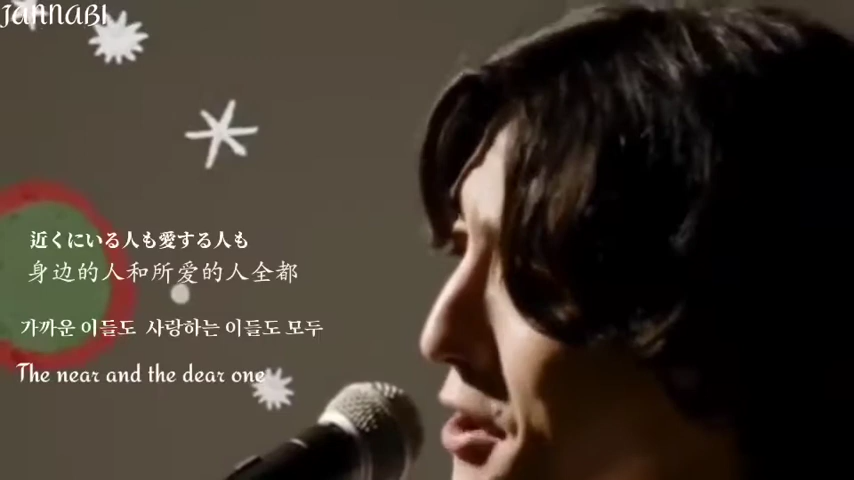 JANNABI
近くにいる人も愛する人も
身边的人和所爱的人全都
가까운 이들도 사랑하는 이들도 모두
The near and the dear one